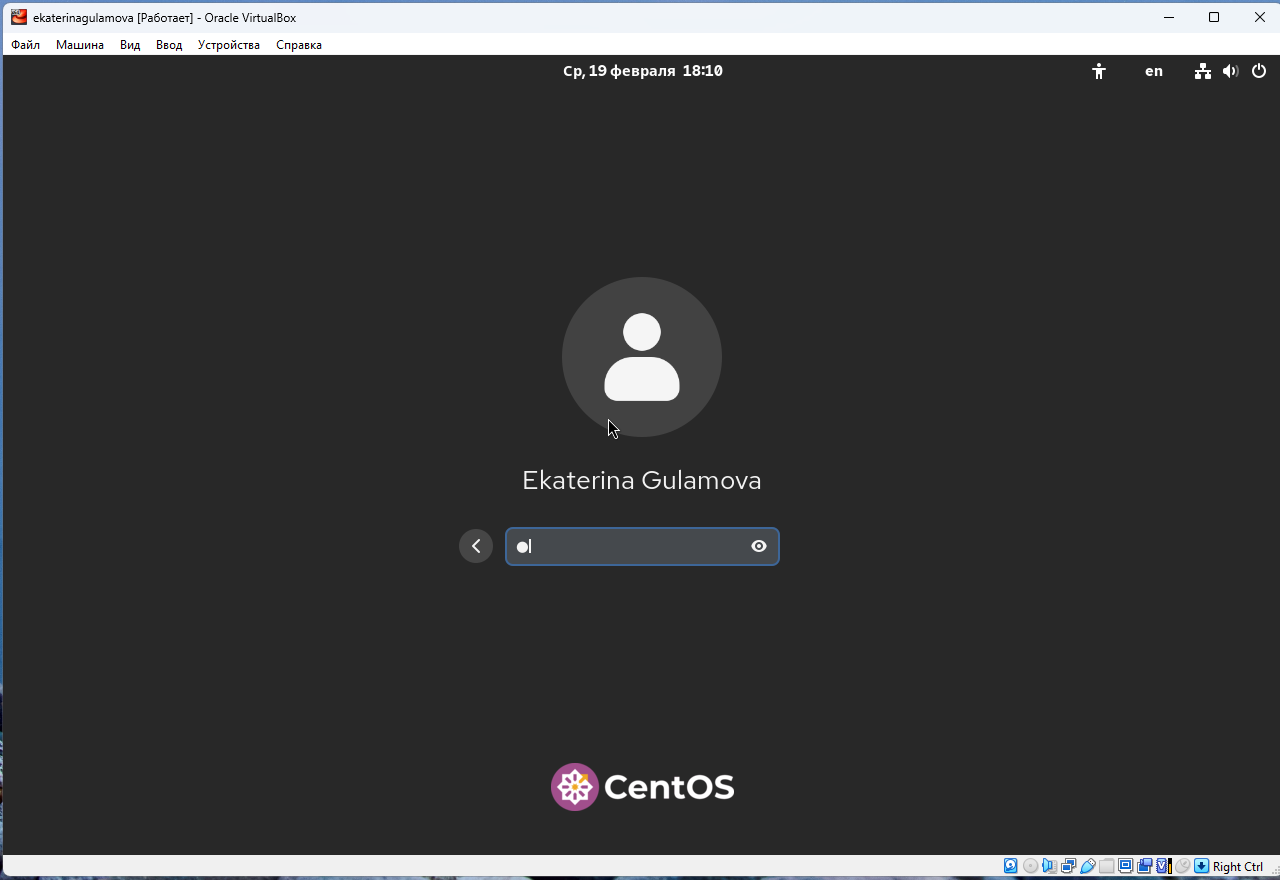 ekaterinagulamova [Работает] - Oracle VirtualBox
Файл Машина Вид Ввод Устройства Справка
Ср, 19 февраля 18:10
en
Ekaterina Gulamova
CentOS
Right Ctrl